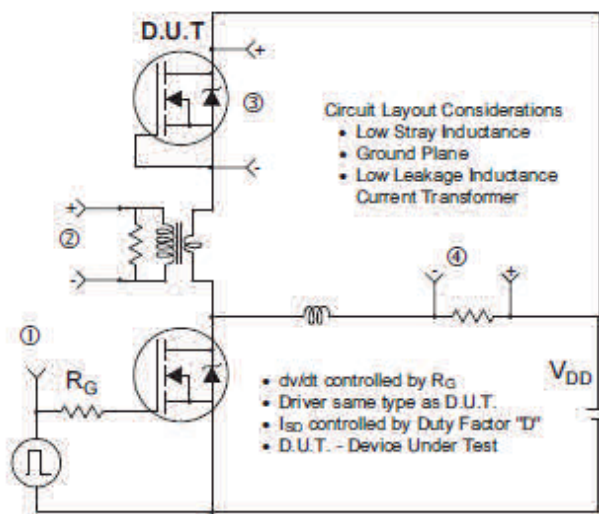 D.U.T
+
③
Circuit Layout Considerations
• Low Stray Inductance
• Ground Plane
• Low Leakage Inductance
Current Transformer
-
+
②
-
④
- +
①
RG
VDD
• dv/dt controlled by RG
• Driver same type as D.U.T.
• ISD controlled by Duty Factor "D"
• D.U.T. - Device Under Test